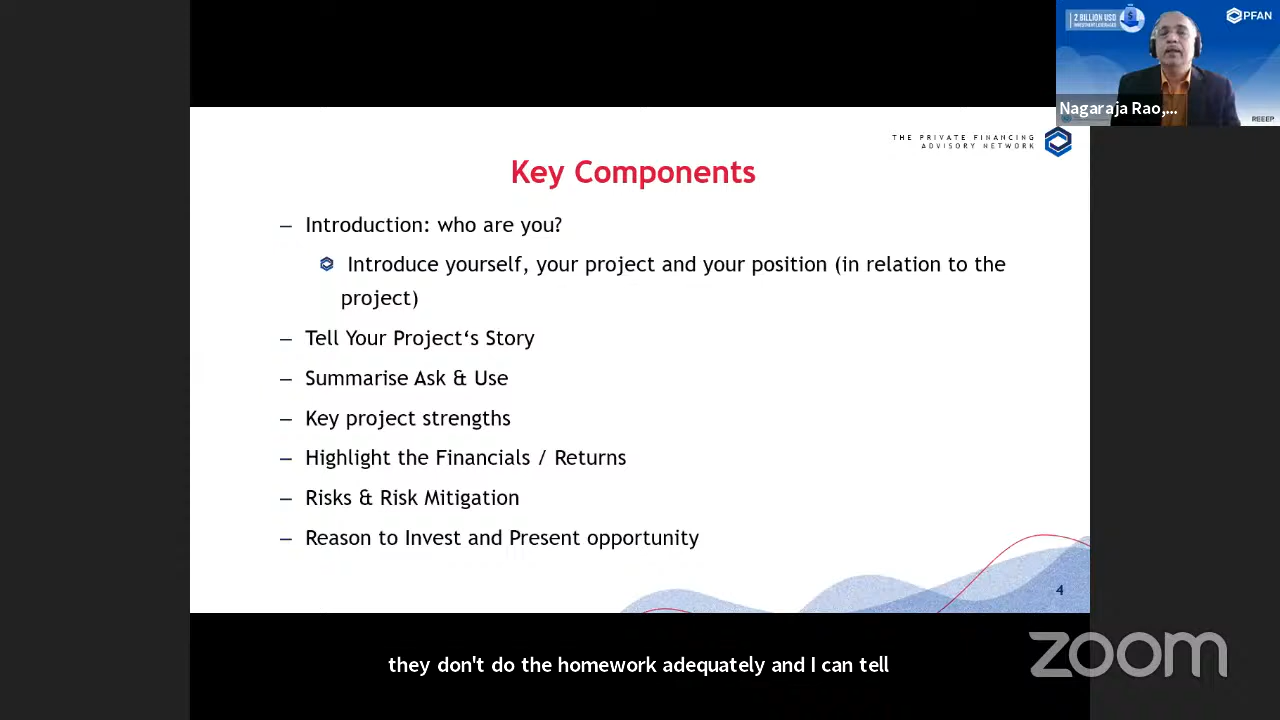 2 BILLION USD
PFAN
Nagaraja Rao,...
REEEP
THE PRIVATE FINANCING
ADVISORY NETWORK
Key Components
– Introduction: who are you?
Introduce yourself, your project and your position (in relation to the
project)
– Tell Your Project‘s Story
– Summarise Ask & Use
– Key project strengths
– Highlight the Financials / Returns
– Risks & Risk Mitigation
– Reason to Invest and Present opportunity
4
they don't do the homework adequately and I can tell
zoom